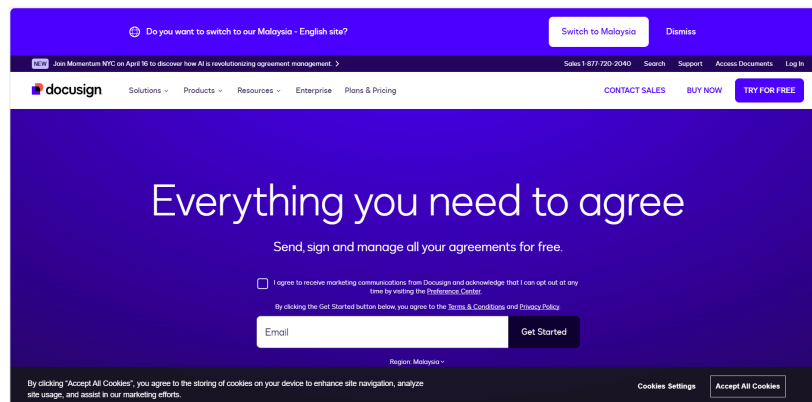 Do you want to switch to our Malaysia - English site?
Switch to Malaysia
Dismiss
NEW Join Momentum NYC on April 16 to discover how AI is revolutionizing agreement management.
Sales 1-877-720-2040 Search Support Access Documents Log In
docusign
Solutions Products Resources Enterprise Plans & Pricing
CONTACT SALES BUY NOW TRY FOR FREE
Everything you need to agree
Send, sign and manage all your agreements for free.
I agree to receive marketing communications from Docusign and acknowledge that I can opt out at any
time by visiting the Preference Center.
By clicking the Get Started button below, you agree to the Terms & Conditions and Privacy Policy
Email
Get Started
Region: Malaysia
By clicking "Accept All Cookies", you agree to the storing of cookies on your device to enhance site navigation, analyze
site usage, and assist in our marketing efforts.
Cookies Settings
Accept All Cookies